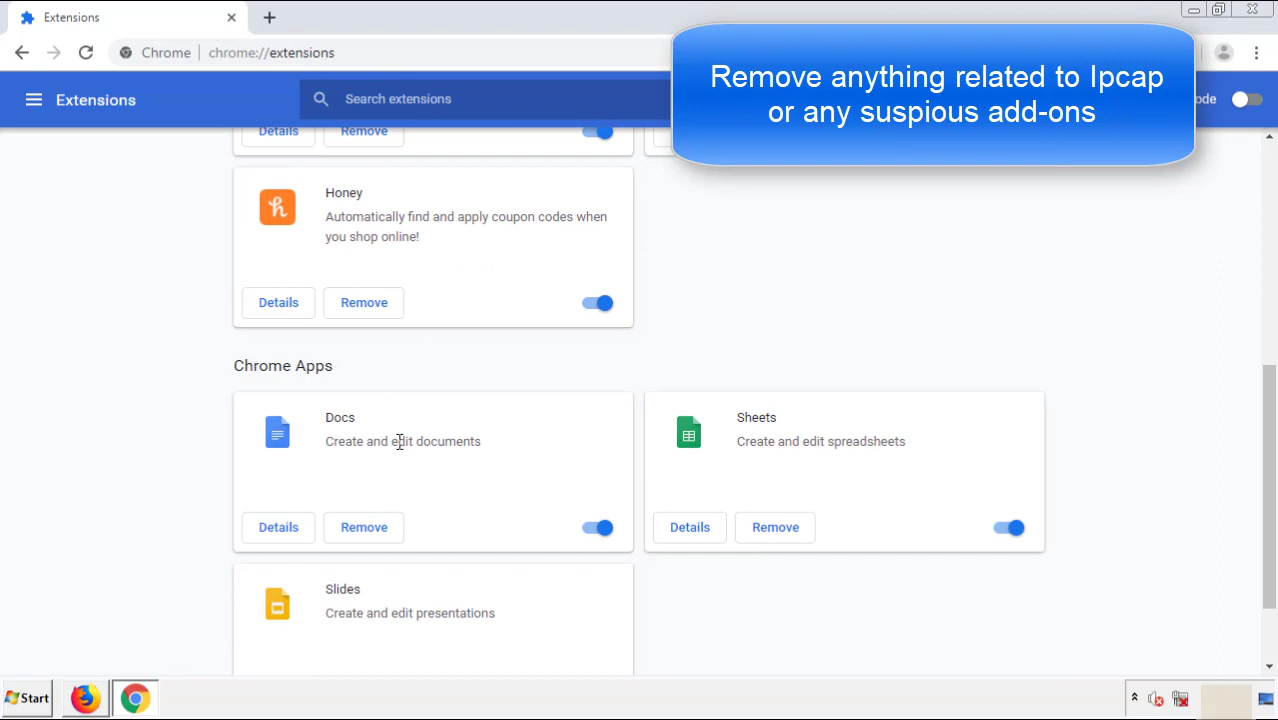 Extensions
Chrome
chrome://extensions
Remove anything related to Ipcap
or any suspious add-ons
Extensions
Search extensions
ode
Details
Remove
Honey
Automatically find and apply coupon codes when
you shop online!
Details
Remove
Chrome Apps
Docs
Create and edit documents
Details
Remove
Sheets
Create and edit spreadsheets
Details
Remove
Slides
Create and edit presentations
Start